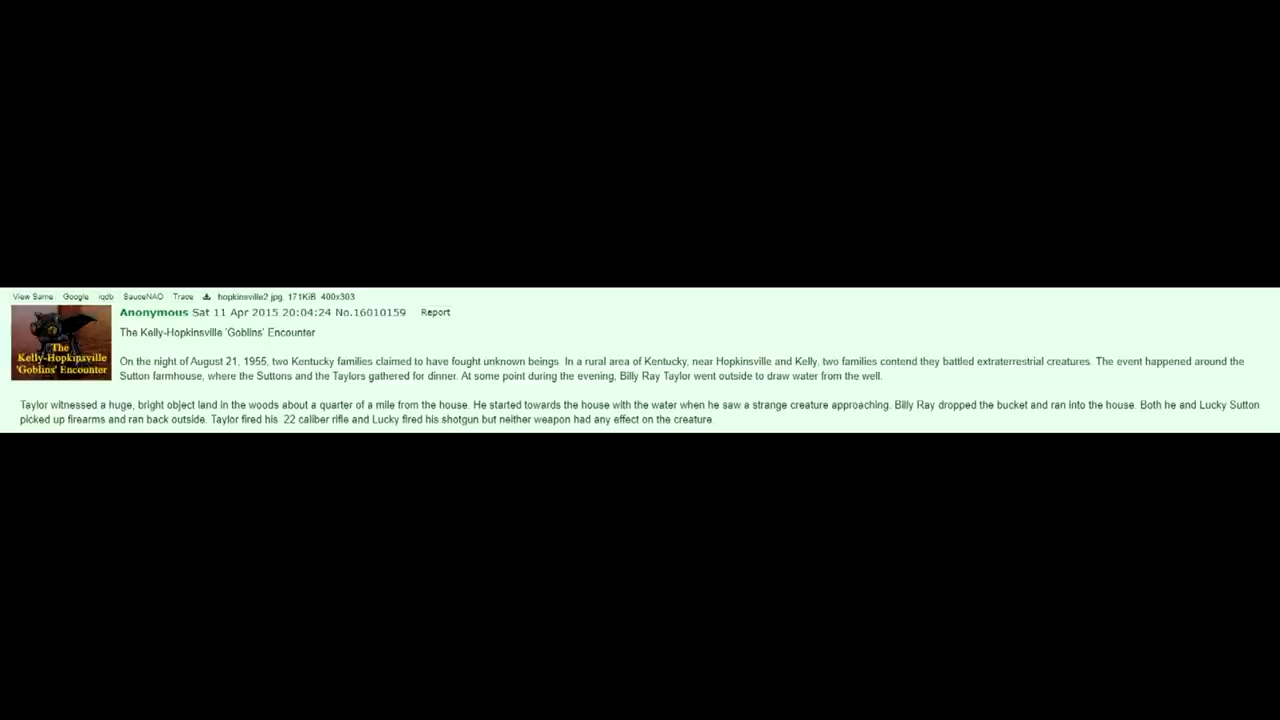 View Same Google iqdb SauceNAO Trace hopkinsville2.jpg, 171KiB, 400x303
The
Kelly-Hopkinsville
'Goblins' Encounter
Anonymous Sat 11 Apr 2015 20:04:24 No.16010159 Report
The Kelly-Hopkinsville 'Goblins' Encounter
On the night of August 21, 1955, two Kentucky families claimed to have fought unknown beings. In a rural area of Kentucky, near Hopkinsville and Kelly, two families contend they battled extraterrestrial creatures. The event happened around the
Sutton farmhouse, where the Suttons and the Taylors gathered for dinner. At some point during the evening, Billy Ray Taylor went outside to draw water from the well.
Taylor witnessed a huge, bright object land in the woods about a quarter of a mile from the house. He started towards the house with the water when he saw a strange creature approaching. Billy Ray dropped the bucket and ran into the house. Both he and Lucky Sutton
picked up firearms and ran back outside. Taylor fired his .22 caliber rifle and Lucky fired his shotgun but neither weapon had any effect on the creature.